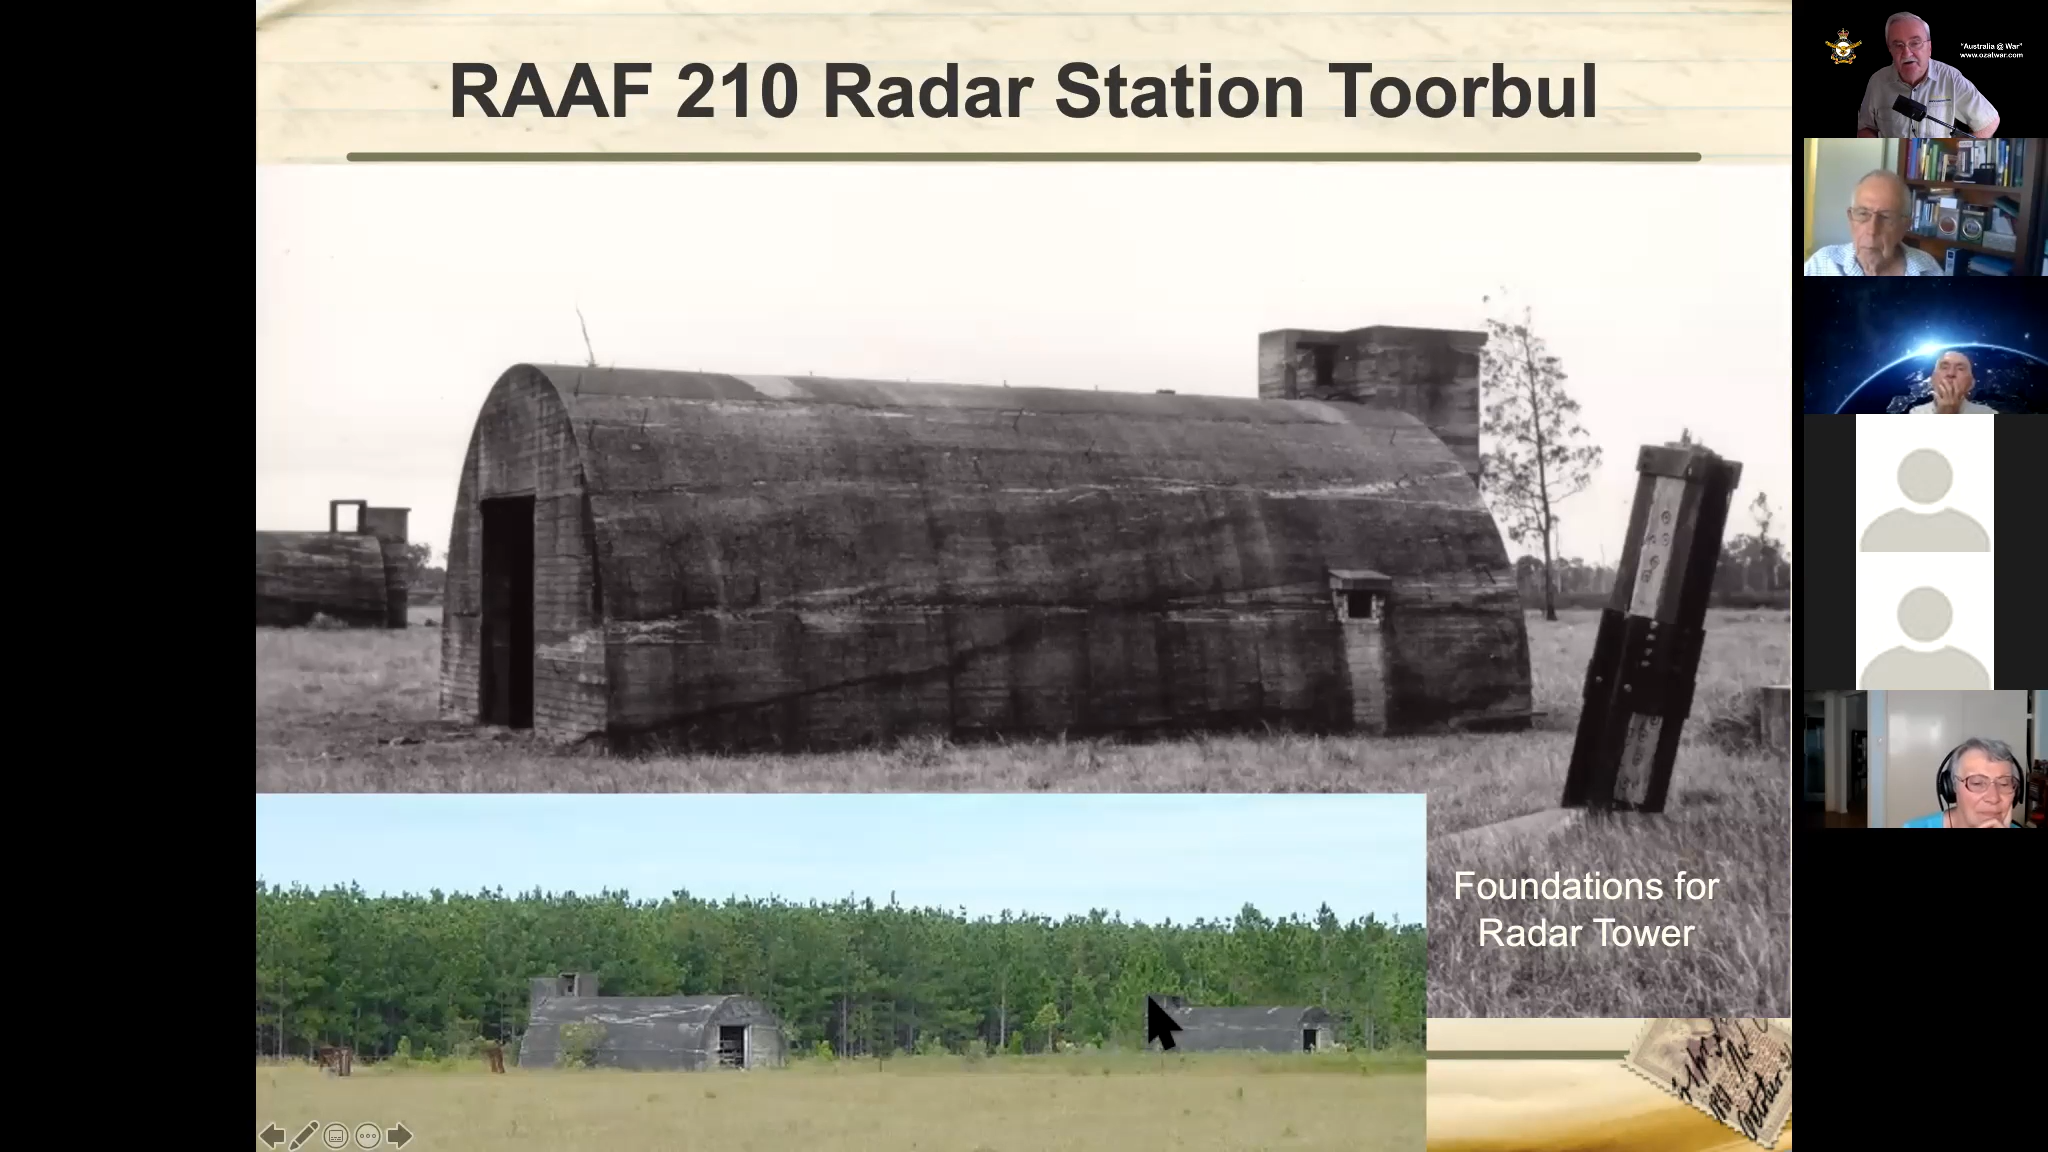 RAAF 210 Radar Station Toorbul
"Australia @ War"
www.ozatwar.com
Foundations for
Radar Tower